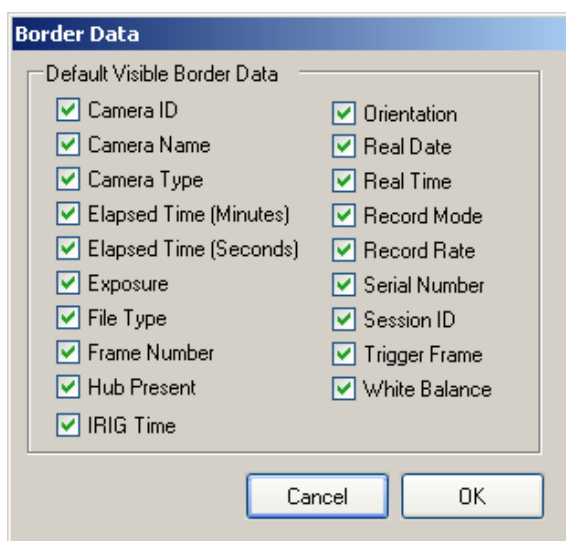 Border Data
Default Visible Border Data
Camera ID
Camera Name
Camera Type
Elapsed Time (Minutes)
Elapsed Time (Seconds)
Exposure
File Type
Frame Number
Hub Present
IRIG Time
Orientation
Real Date
Real Time
Record Mode
Record Rate
Serial Number
Session ID
Trigger Frame
White Balance
Cancel
OK